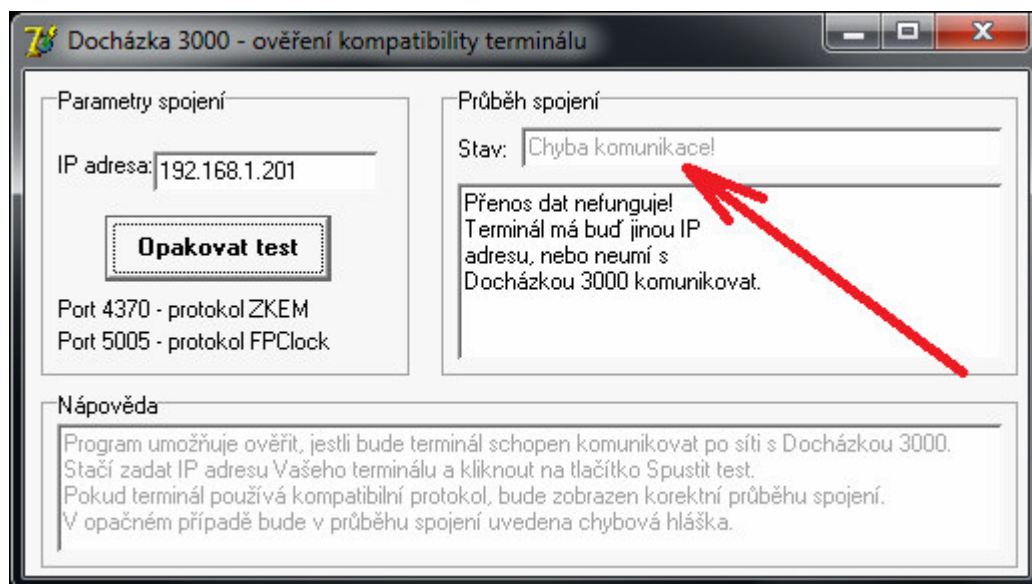 Docházka 3000 - ověření kompatibility terminálu
Parametry spojení
IP adresa: 192.168.1.201
Opakovat test
Port 4370 - protokol ZKEM
Port 5005 - protokol FPClock
Průběh spojení
Stav: Chyba komunikace!
Přenos dat nefunguje!
Terminál má buď jinou IP
adresu, nebo neumí s
Docházkou 3000 komunikovat.
Nápověda
Program umožňuje ověřit, jestli bude terminál schopen komunikovat po síti s Docházkou 3000.
Stačí zadat IP adresu Vašeho terminálu a kliknout na tlačítko Spustit test.
Pokud terminál používá kompatibilní protokol, bude zobrazen korektní průběhu spojení.
V opačném případě bude v průběhu spojení uvedena chybová hláška.